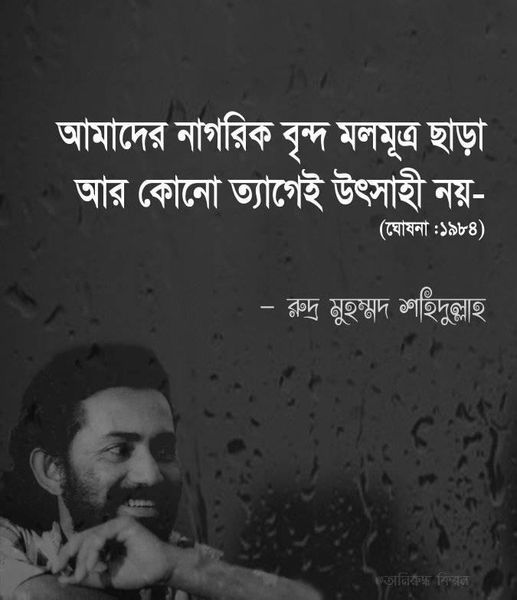 আমাদের নাগরিক বৃন্দ মলমূত্র ছাড়া
আর কোনো ত্যাগেই উৎসাহী নয়-
(ঘোষনা :১৯৮৪)
– রুদ্র মুহম্মদ শহিদুল্লাহ